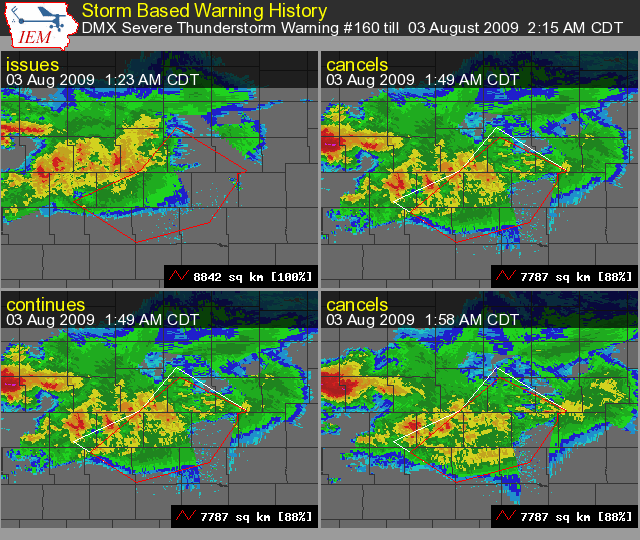 IEM
Storm Based Warning History
DMX Severe Thunderstorm Warning #160 till 03 August 2009 2:15 AM CDT
issues
03 Aug 2009 1:23 AM CDT
8842 sq km [100%]
cancels
03 Aug 2009 1:49 AM CDT
7787 sq km [88%]
continues
03 Aug 2009 1:49 AM CDT
7787 sq km [88%]
cancels
03 Aug 2009 1:58 AM CDT
7787 sq km [88%]